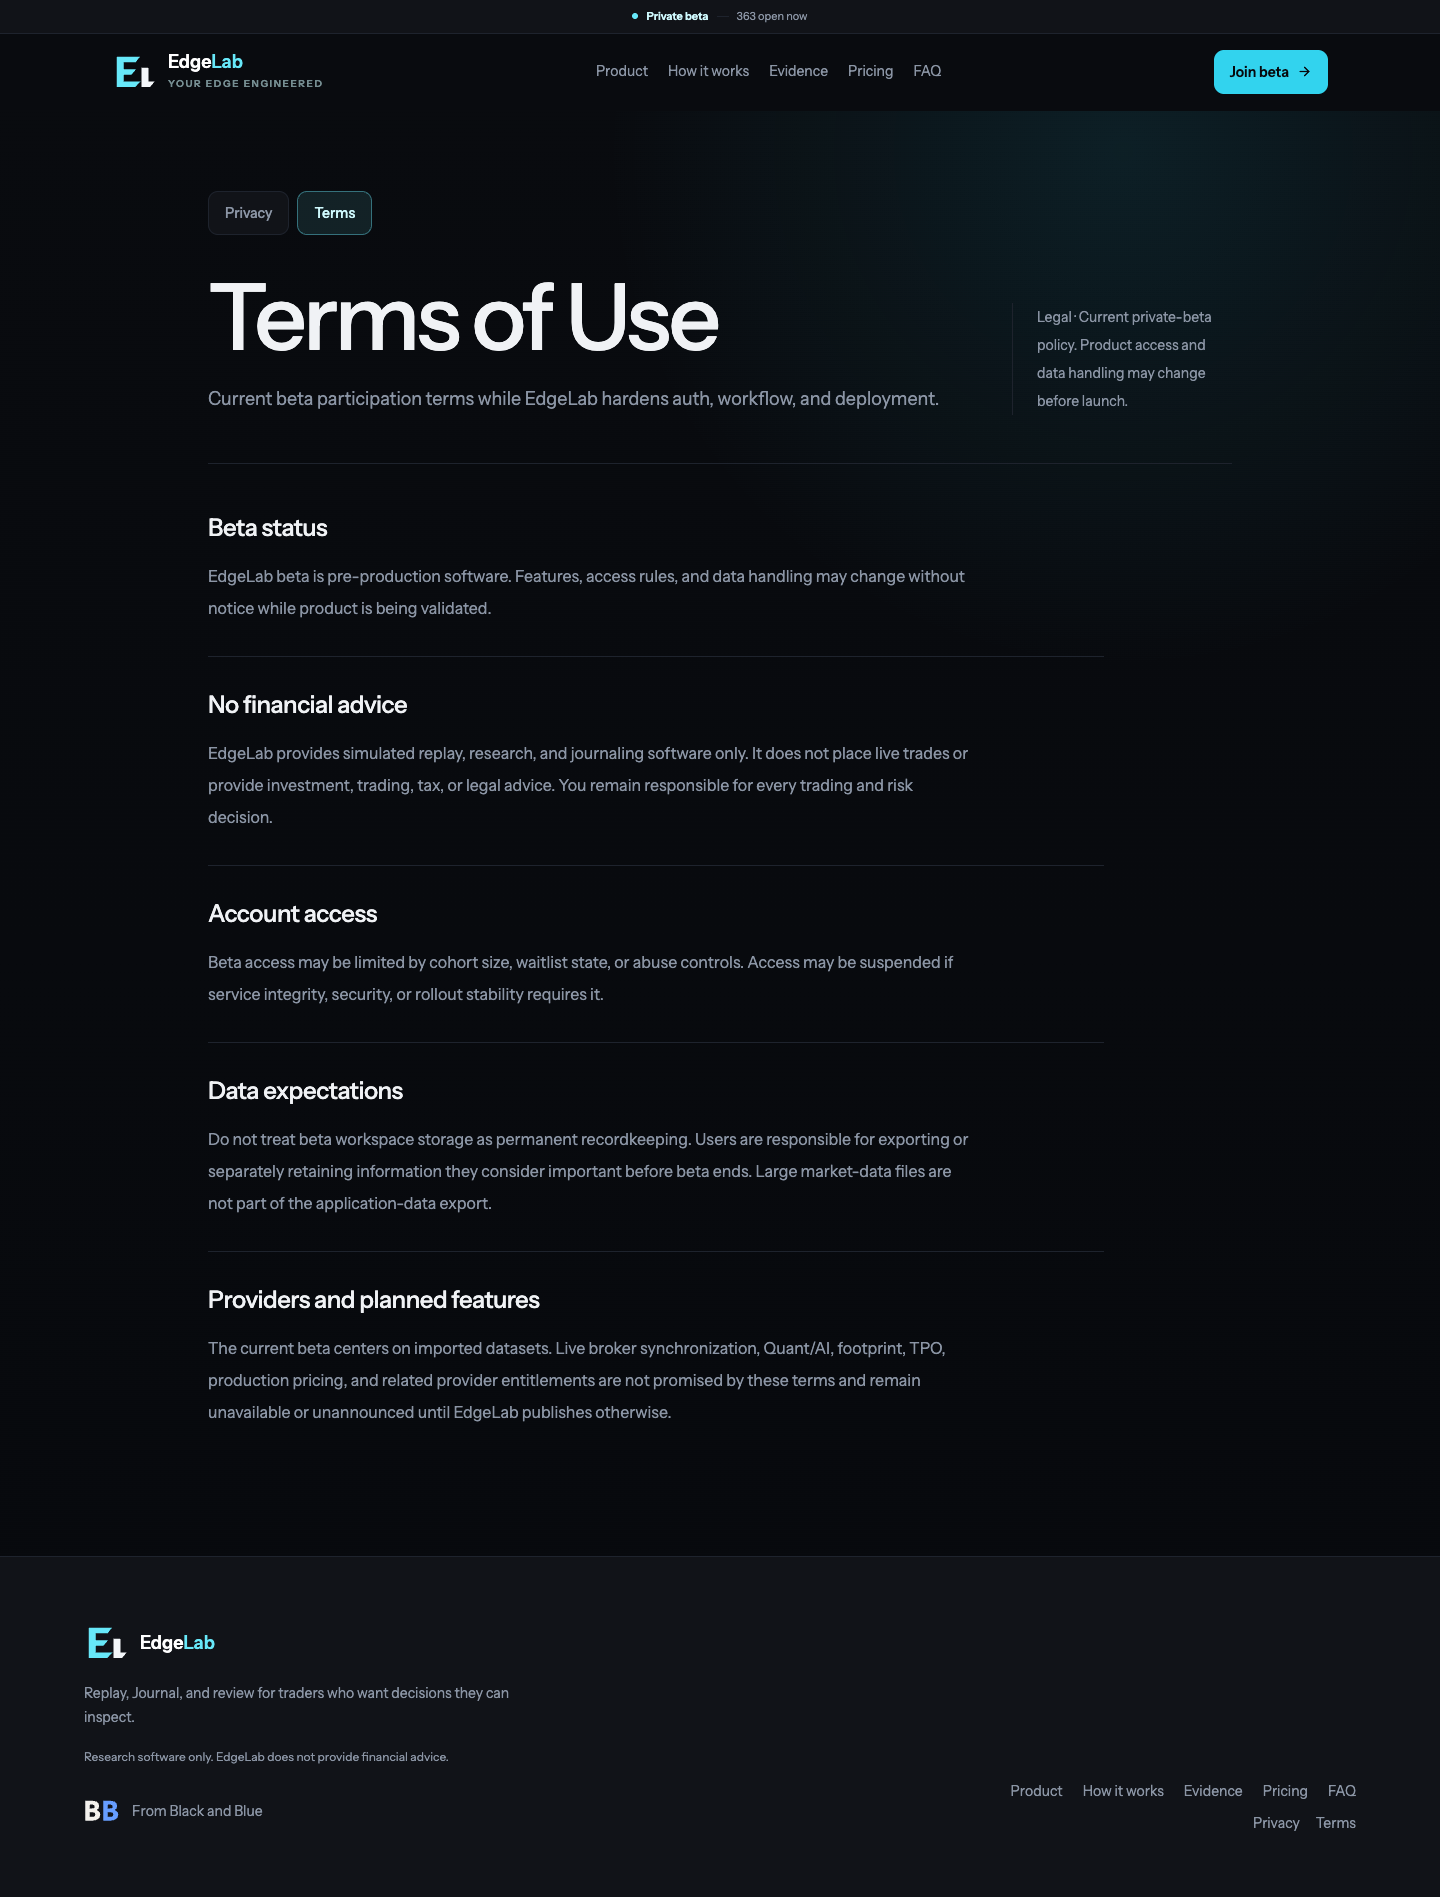 Private beta — 363 open now
EL EdgeLab
YOUR EDGE ENGINEERED
Product How it works Evidence Pricing FAQ
Join beta →
Privacy Terms
Terms of Use
Current beta participation terms while EdgeLab hardens auth, workflow, and deployment.
Legal · Current private-beta
policy. Product access and
data handling may change
before launch.
Beta status
EdgeLab beta is pre-production software. Features, access rules, and data handling may change without
notice while product is being validated.
No financial advice
EdgeLab provides simulated replay, research, and journaling software only. It does not place live trades or
provide investment, trading, tax, or legal advice. You remain responsible for every trading and risk
decision.
Account access
Beta access may be limited by cohort size, waitlist state, or abuse controls. Access may be suspended if
service integrity, security, or rollout stability requires it.
Data expectations
Do not treat beta workspace storage as permanent recordkeeping. Users are responsible for exporting or
separately retaining information they consider important before beta ends. Large market-data files are
not part of the application-data export.
Providers and planned features
The current beta centers on imported datasets. Live broker synchronization, Quant/AI, footprint, TPO,
production pricing, and related provider entitlements are not promised by these terms and remain
unavailable or unannounced until EdgeLab publishes otherwise.
EL EdgeLab
Replay, Journal, and review for traders who want decisions they can
inspect.
Research software only. EdgeLab does not provide financial advice.
BB From Black and Blue
Product How it works Evidence Pricing FAQ
Privacy Terms